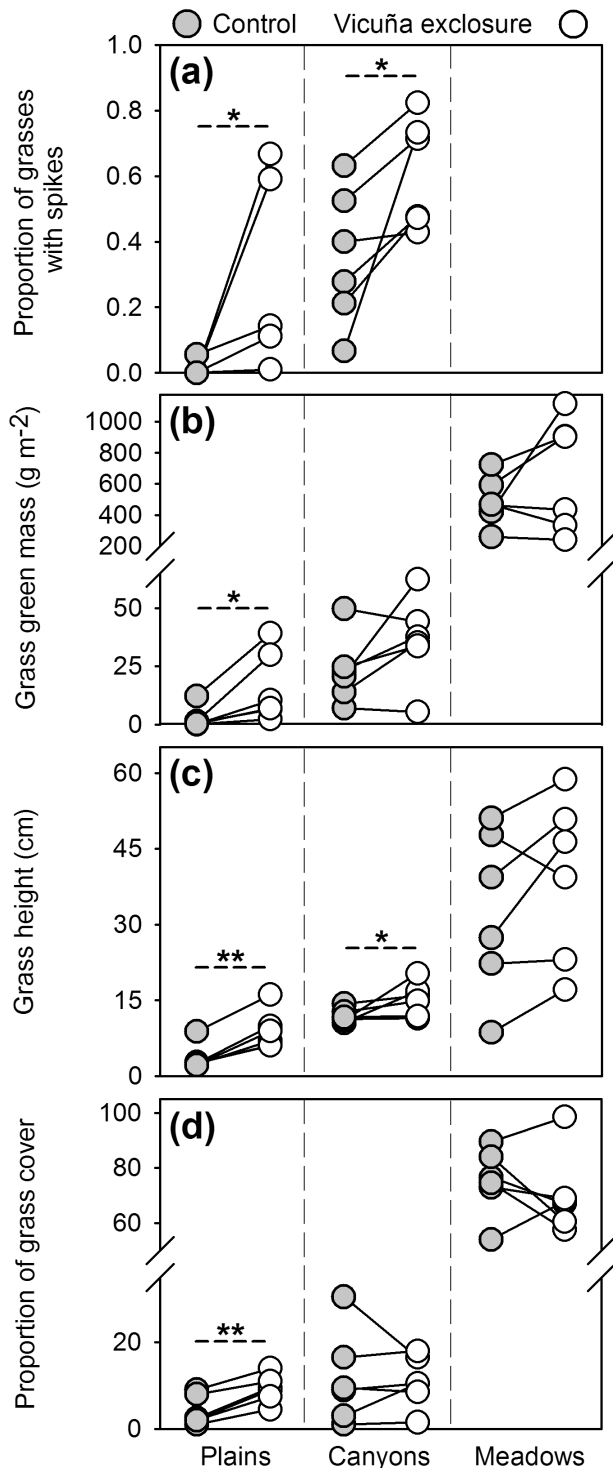 Control Vicuña exclosure
(a)
Proportion of grasses
with spikes
1.0
0.8
0.6
0.4
0.2
0.0
*
*
(b)
Grass green mass (g m-2)
1000
800
600
400
200
50
25
0
*
(c)
Grass height (cm)
60
45
30
15
0
**
*
(d)
Proportion of grass cover
100
80
60
20
0
**
Plains Canyons Meadows